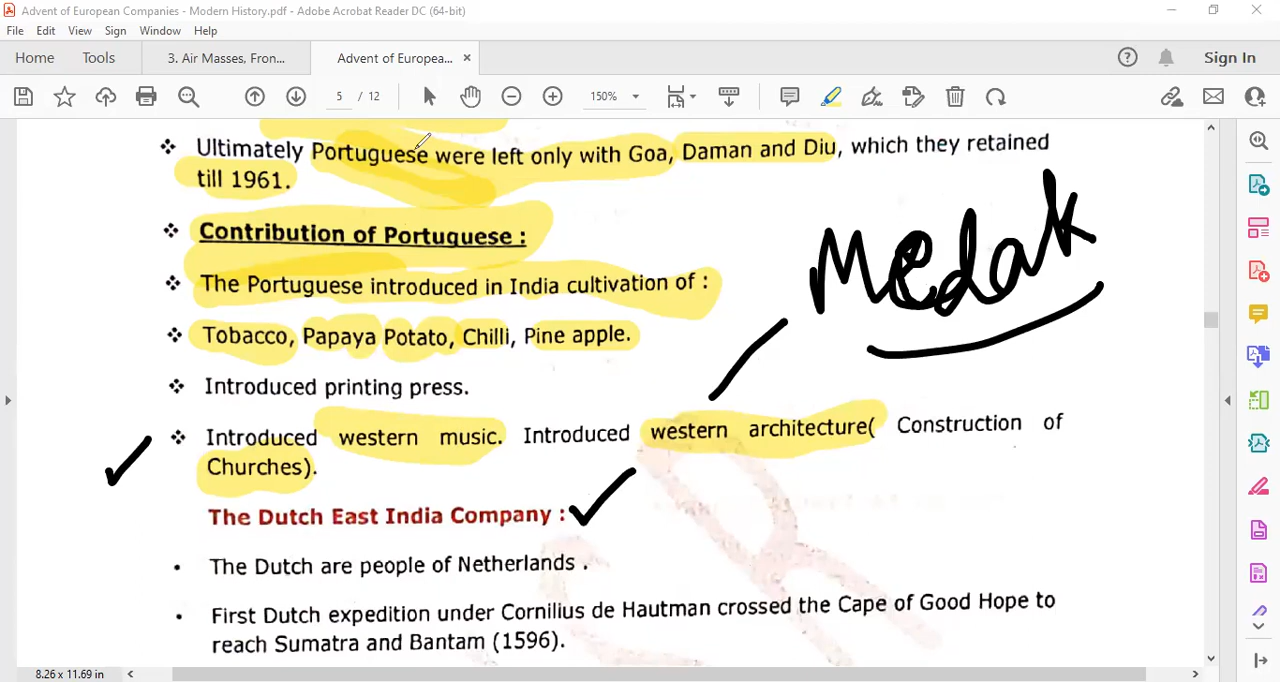 Advent of European Companies - Modern History.pdf - Adobe Acrobat Reader DC (64-bit)
File Edit View Sign Window Help
Home Tools 3. Air Masses, Fron... Advent of Europea... × Sign In
5 / 12 150%
❖ Ultimately Portuguese were left only with Goa, Daman and Diu, which they retained
till 1961.
❖ Contribution of Portuguese :
Medak
❖ The Portuguese introduced in India cultivation of :
❖ Tobacco, Papaya Potato, Chilli, Pine apple.
❖ Introduced printing press.
❖ Introduced western music. Introduced western architecture( Construction of
Churches).
The Dutch East India Company :
• The Dutch are people of Netherlands .
• First Dutch expedition under Cornilius de Hautman crossed the Cape of Good Hope to
reach Sumatra and Bantam (1596).
8.26 x 11.69 in